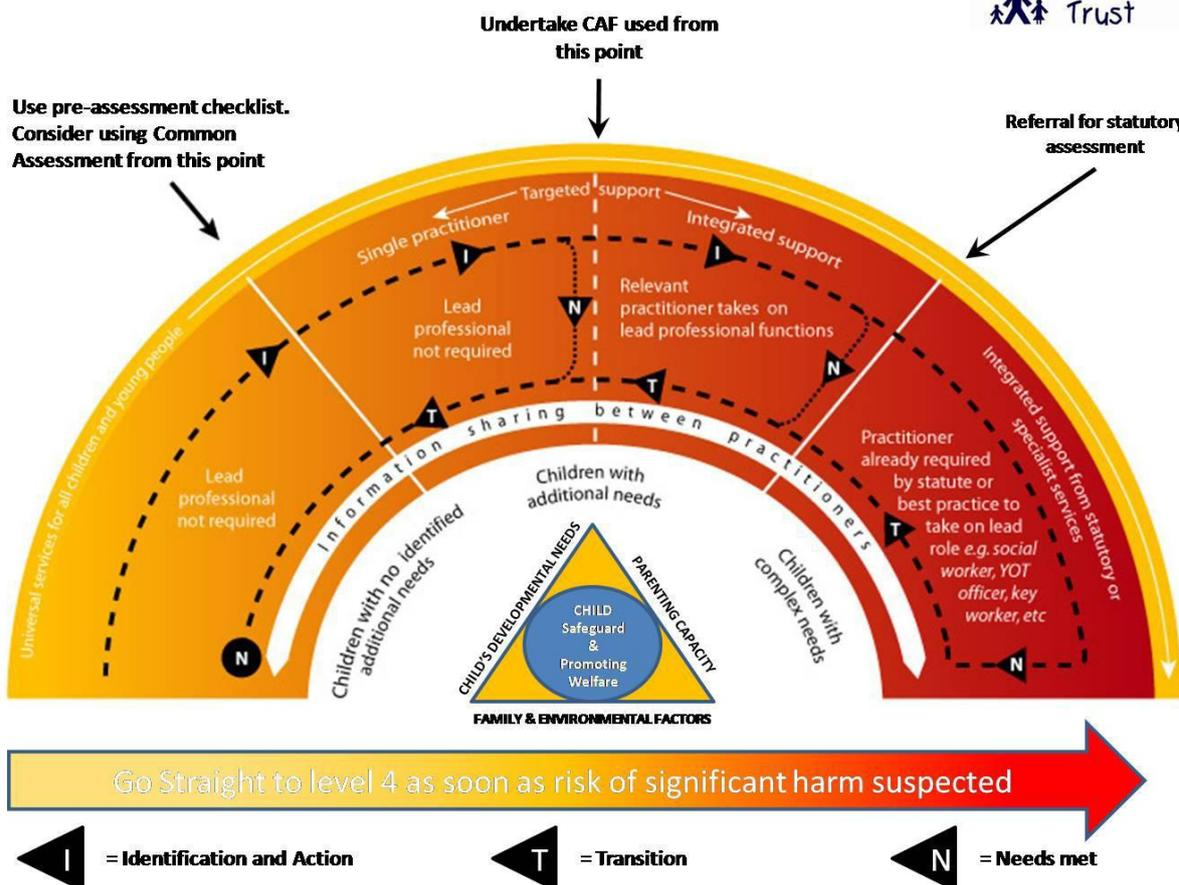 Trust
Undertake CAF used from
this point
Use pre-assessment checklist.
Consider using Common
Assessment from this point
Referral for statutory
assessment
Targeted support
Single practitioner
Integrated support
I
I
I
Lead
professional
not required
N
Relevant
practitioner takes on
lead professional functions
N
T
T
Universal services for all children and young people
Lead
professional
not required
Information sharing between practitioners
Practitioner
already required
by statute or
best practice to
take on lead
role e.g. social
worker, YOT
officer, key
worker, etc
T
Integrated support from statutory or
specialist services
N
N
Children with no identified
additional needs
Children with
additional needs
Children with
complex needs
CHILD'S DEVELOPMENTAL NEEDS
PARENTING CAPACITY
CHILD
Safeguard
&
Promoting
Welfare
FAMILY & ENVIRONMENTAL FACTORS
Go Straight to level 4 as soon as risk of significant harm suspected
I = Identification and Action
T = Transition
N = Needs met